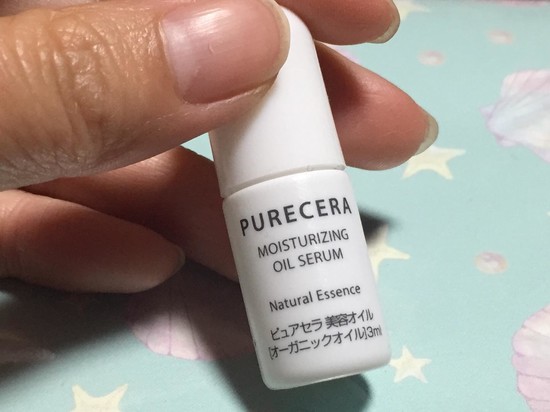 PURECERA
MOISTURIZING
OIL SERUM
Natural Essence
ピュアセラ 美容オイル
[オーガニックオイル]3ml